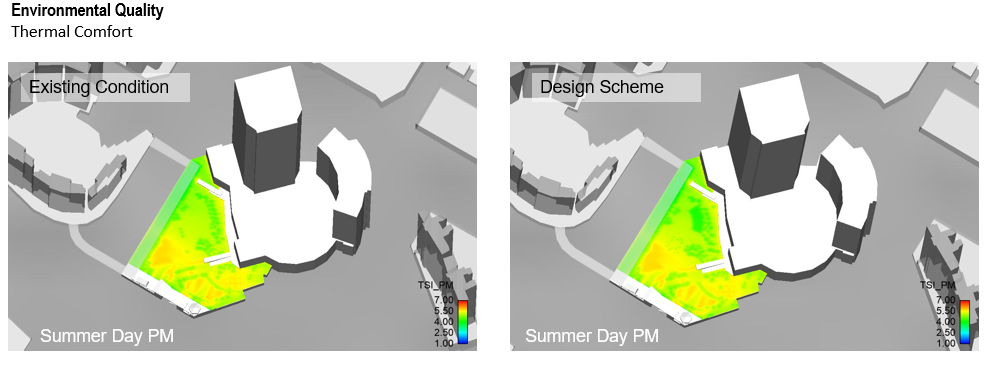 Environmental Quality
Thermal Comfort
Existing Condition
Design Scheme
TSI_PM
7.00
5.50
4.00
2.50
1.00
TSI_PM
7.00
5.50
4.00
2.50
1.00
Summer Day PM
Summer Day PM